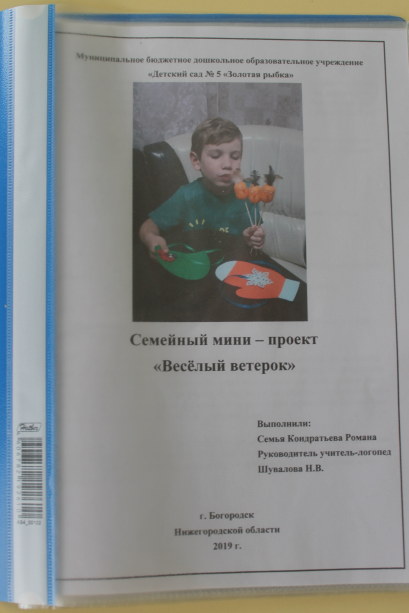 Муниципальное бюджетное дошкольное образовательное учреждение
«Детский сад № 5 «Золотая рыбка»
Семейный мини – проект
«Весёлый ветерок»
Выполнили:
Семья Кондратьева Романа
Руководитель учитель-логопед
Шувалова Н.В.
г. Богородск
Нижегородской области
2019 г.